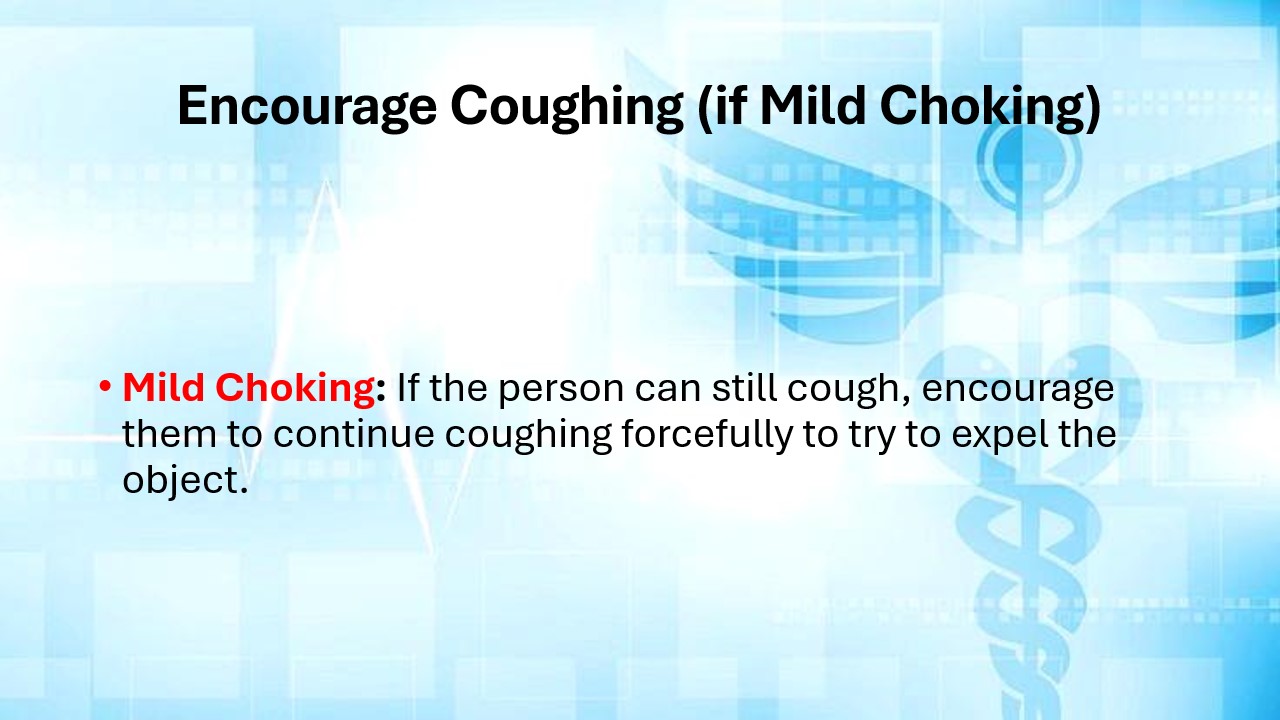 Encourage Coughing (if Mild Choking)
• Mild Choking: If the person can still cough, encourage
them to continue coughing forcefully to try to expel the
object.